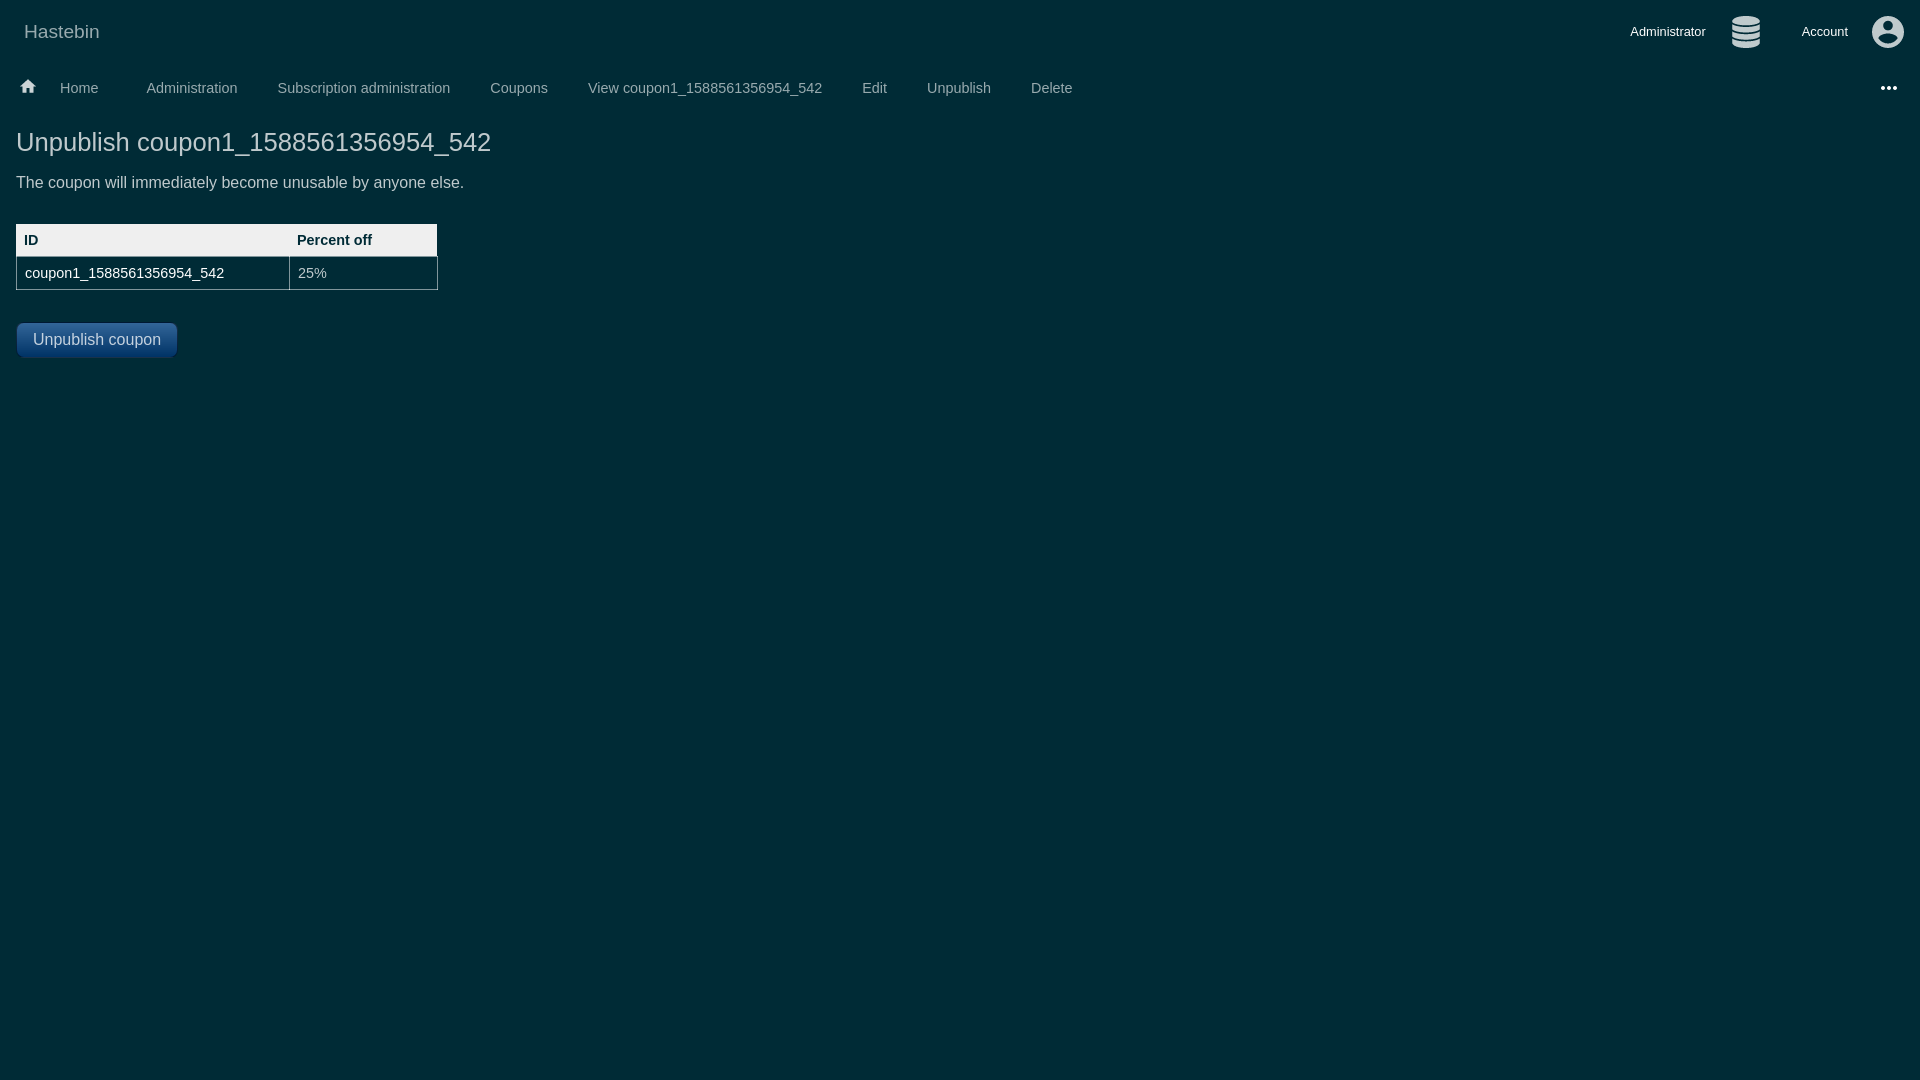 Hastebin
Administrator
Account
Home
Administration
Subscription administration
Coupons
View coupon1_1588561356954_542
Edit
Unpublish
Delete
Unpublish coupon1_1588561356954_542
The coupon will immediately become unusable by anyone else.
ID Percent off
coupon1_1588561356954_542 25%
Unpublish coupon